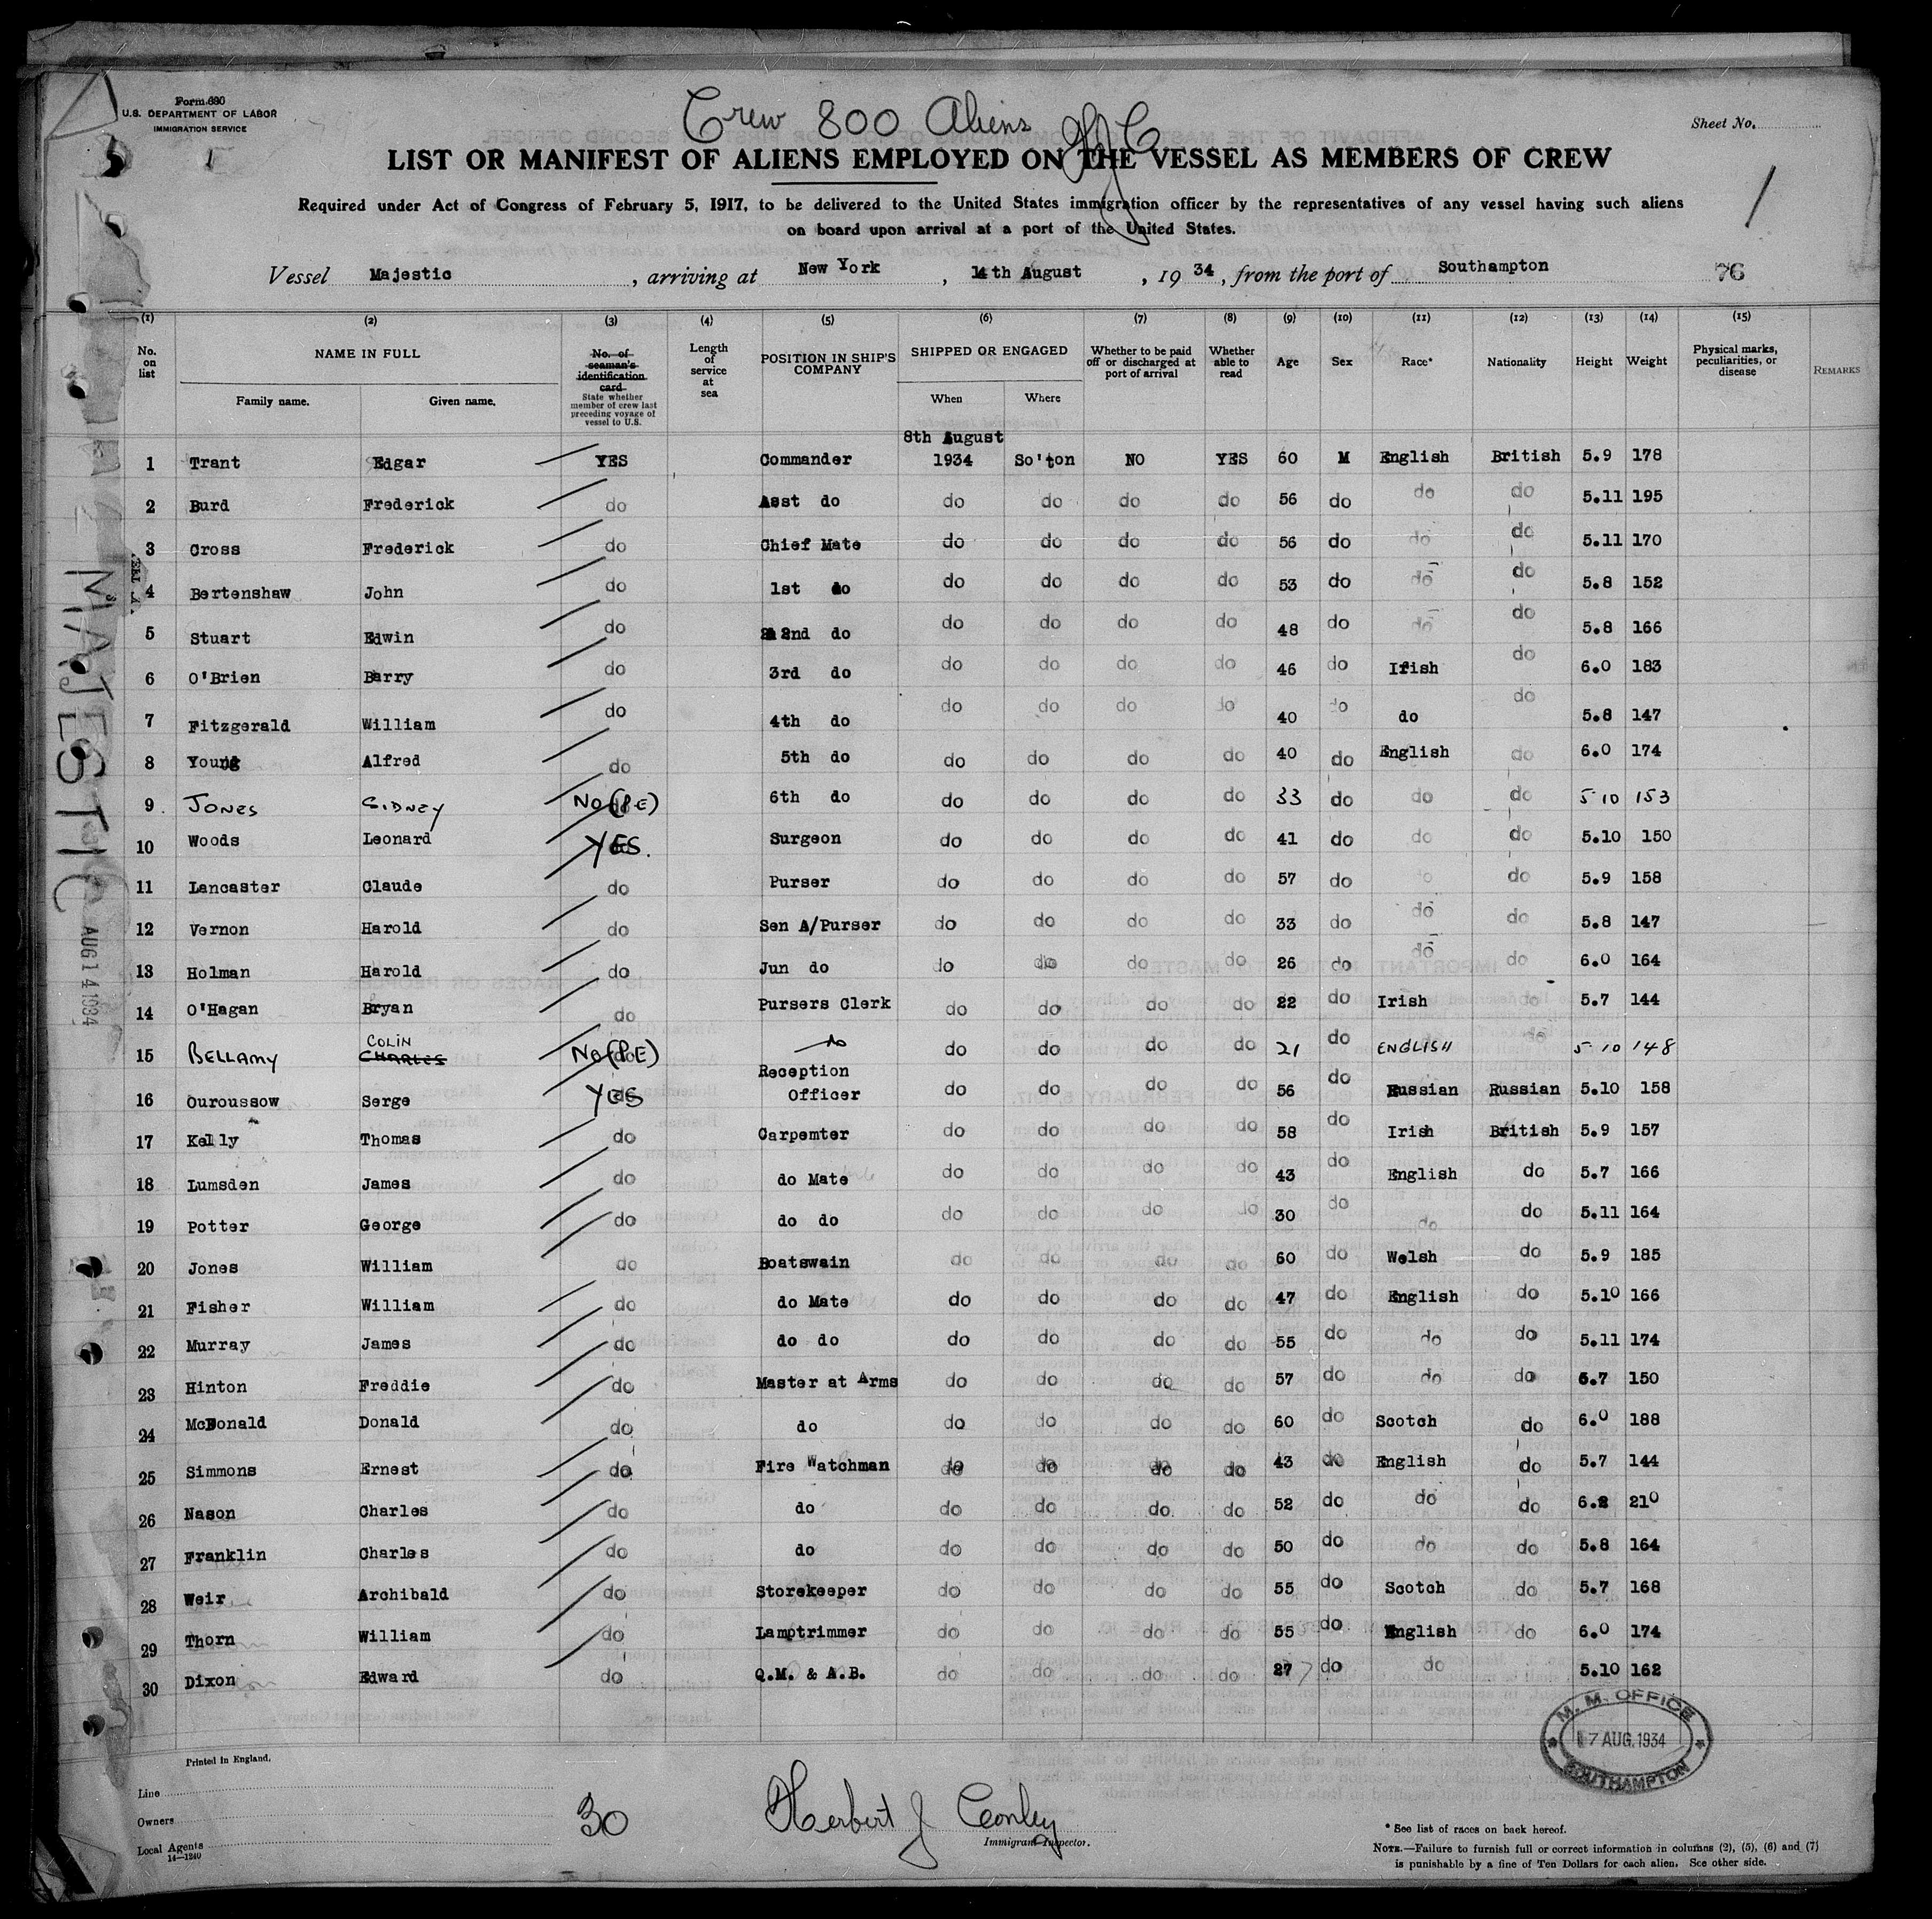 Form 680
U.S. DEPARTMENT OF LABOR
IMMIGRATION SERVICE
1
Crew 800 Aliens HJC
Sheet No.
LIST OR MANIFEST OF ALIENS EMPLOYED ON THE VESSEL AS MEMBERS OF CREW
1
Required under Act of Congress of February 5, 1917, to be delivered to the United States immigration officer by the representatives of any vessel having such aliens
on board upon arrival at a port of the United States.
Vessel Majestic, arriving at New York, 14th August, 1934, from the port of Southampton 76
(1) (2) (3) (4) (5) (6) (7) (8) (9) (10) (11) (12) (13) (14) (15)
No. on list NAME IN FULL Family name. Given name. No. of seaman's identification card State whether member of crew last preceding voyage of vessel to U.S. Length of service at sea POSITION IN SHIP'S COMPANY SHIPPED OR ENGAGED When Where Whether to be paid off or discharged at port of arrival Whether able to read Age Sex Race* Nationality Height Weight Physical marks, peculiarities, or disease REMARKS
8th August
1 Trant Edgar YES Commander 1934 So'ton NO YES 60 M English British 5.9 178
2 Burd Frederick do Asst do do do do do 56 do do do 5.11 195
3 Cross Frederick do Chief Mate do do do do 56 do do do 5.11 170
4 Bertenshaw John do 1st do do do do do 53 do do do 5.8 152
5 Stuart Edwin do 2nd do do do do do 48 do do do 5.8 166
6 O'Brien Barry do 3rd do do do do do 46 do Irish do 6.0 183
7 Fitzgerald William do 4th do do do do do 40 do do do 5.8 147
8 Young Alfred do 5th do do do do do 40 do English do 6.0 174
9 JONES SIDNEY No (PE) 6th do do do do do 33 do do do 5 10 153
10 Woods Leonard YES. Surgeon do do do do 41 do do do 5.10 150
11 Lancaster Claude do Purser do do do do 57 do do do 5.9 158
12 Vernon Harold do Sen A/Purser do do do do 33 do do do 5.8 147
13 Holman Harold do Jun do do do do do 26 do do do 6.0 164
14 O'Hagan Bryan do Pursers Clerk do do do do 22 do Irish do 5.7 144
15 BELLAMY COLIN CHARLES No (PE) do do do do do 21 do ENGLISH do 5 10 148
16 Ouroussow Serge YES Reception Officer do do do do 56 do Russian Russian 5.10 158
17 Kelly Thomas do Carpemter do do do do 58 do Irish British 5.9 157
18 Lumsden James do do Mate do do do do 43 do English do 5.7 166
19 Potter George do do do do do do do 30 do do do 5.11 164
20 Jones William do Boatswain do do do do 60 do Welsh do 5.9 185
21 Fisher William do do Mate do do do do 47 do English do 5.10 166
22 Murray James do do do do do do do 55 do do do 5.11 174
23 Hinton Freddie do Master at Arms do do do do 57 do do do 5.7 150
24 McDonald Donald do do do do do do 60 do Scotch do 6.0 188
25 Simmons Ernest do Fire Watchman do do do do 43 do English do 5.7 144
26 Nason Charles do do do do do do 52 do do do 6.2 210
27 Franklin Charles do do do do do do 50 do do do 5.8 164
28 Weir Archibald do Storekeeper do do do do 55 do Scotch do 5.7 168
29 Thorn William do Lamptrimmer do do do do 55 do English do 6.0 174
30 Dixon Edward do Q.M. & A.B. do do do do 27 do do 5.10 162
MAJESTIC
AUG 14 1934
M. M. OFFICE
17 AUG. 1934
SOUTHAMPTON
Printed in England.
Line
Owners
Local Agents
14—1240
30
Herbert J Conley
Immigrant Inspector.
* See list of races on back hereof.
NOTE.—Failure to furnish full or correct information in columns (2), (5), (6) and (7)
is punishable by a fine of Ten Dollars for each alien. See other side.